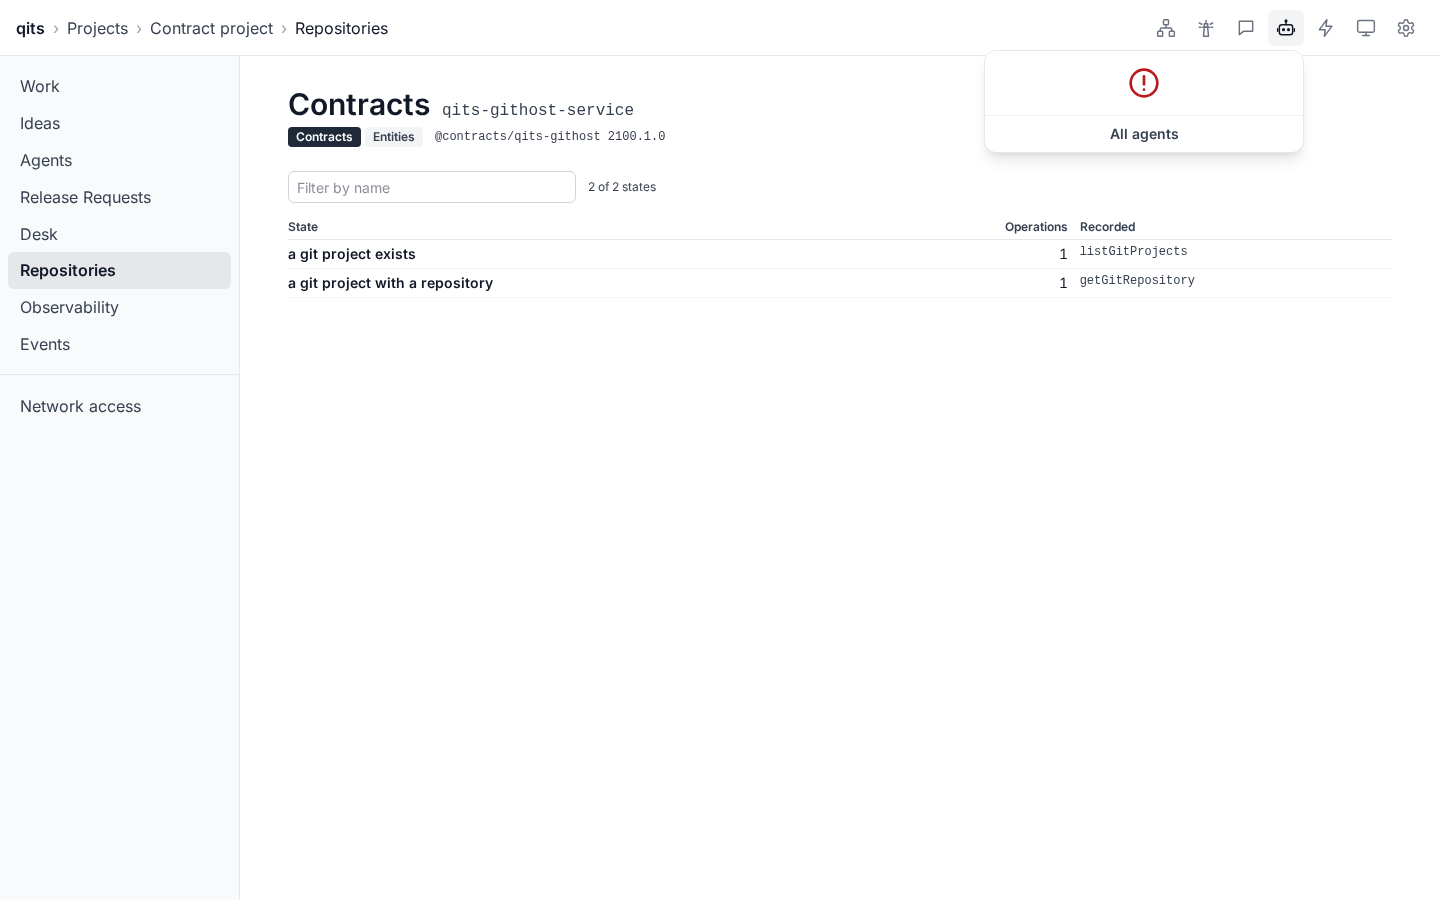 qits › Projects › Contract project › Repositories
Work
Ideas
Agents
Release Requests
Desk
Repositories
Observability
Events
Network access
Contracts qits-githost-service
Contracts Entities @contracts/qits-githost 2100.1.0
Filter by name 2 of 2 states
State Operations Recorded
a git project exists 1 listGitProjects
a git project with a repository 1 getGitRepository
All agents